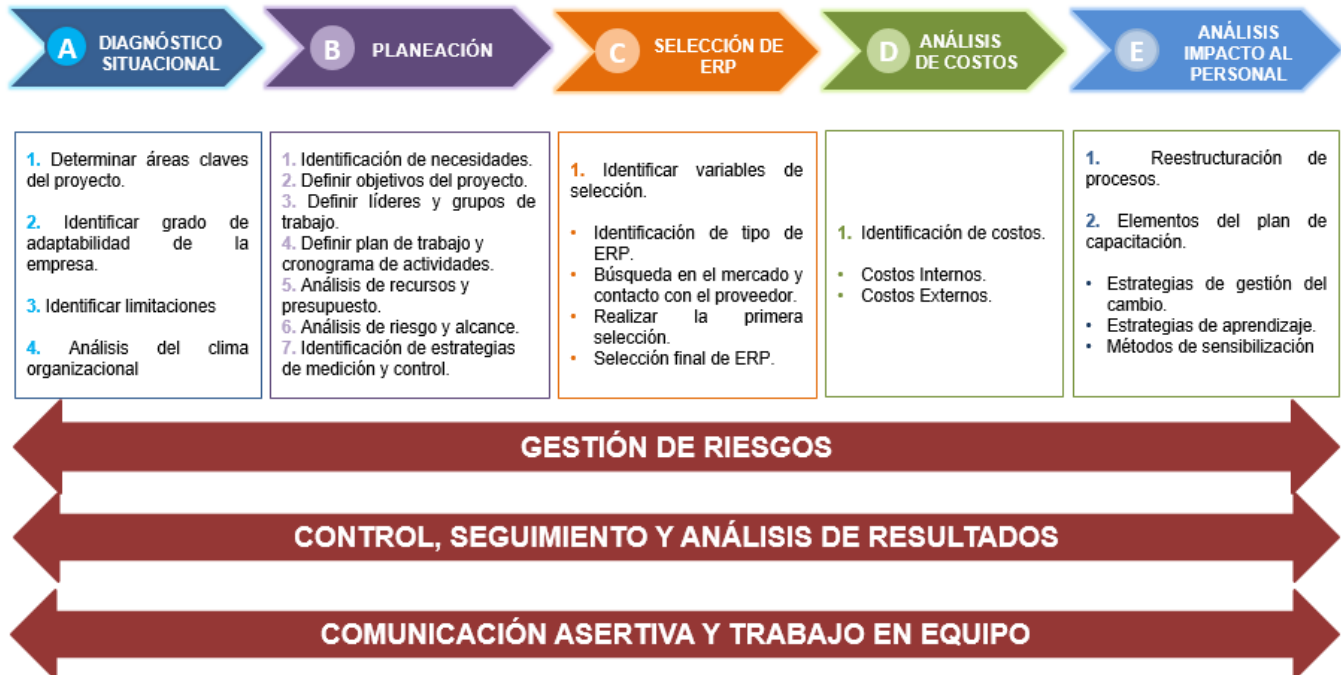 A
DIAGNÓSTICO
SITUACIONAL
B
PLANEACIÓN
C
SELECCIÓN DE
ERP
D
ANÁLISIS
DE COSTOS
E
ANÁLISIS
IMPACTO AL
PERSONAL
1. Determinar áreas claves
del proyecto.
2. Identificar grado de
adaptabilidad de la
empresa.
3. Identificar limitaciones
4. Análisis del clima
organizacional
1. Identificación de necesidades.
2. Definir objetivos del proyecto.
3. Definir líderes y grupos de
trabajo.
4. Definir plan de trabajo y
cronograma de actividades.
5. Análisis de recursos y
presupuesto.
6. Análisis de riesgo y alcance.
7. Identificación de estrategias
de medición y control.
1. Identificar variables de
selección.
• Identificación de tipo de
ERP.
• Búsqueda en el mercado y
contacto con el proveedor.
• Realizar la primera
selección.
• Selección final de ERP.
1. Identificación de costos.
• Costos Internos.
• Costos Externos.
1. Reestructuración de
procesos.
2. Elementos del plan de
capacitación.
• Estrategias de gestión del
cambio.
• Estrategias de aprendizaje.
• Métodos de sensibilización
GESTIÓN DE RIESGOS
CONTROL, SEGUIMIENTO Y ANÁLISIS DE RESULTADOS
COMUNICACIÓN ASERTIVA Y TRABAJO EN EQUIPO